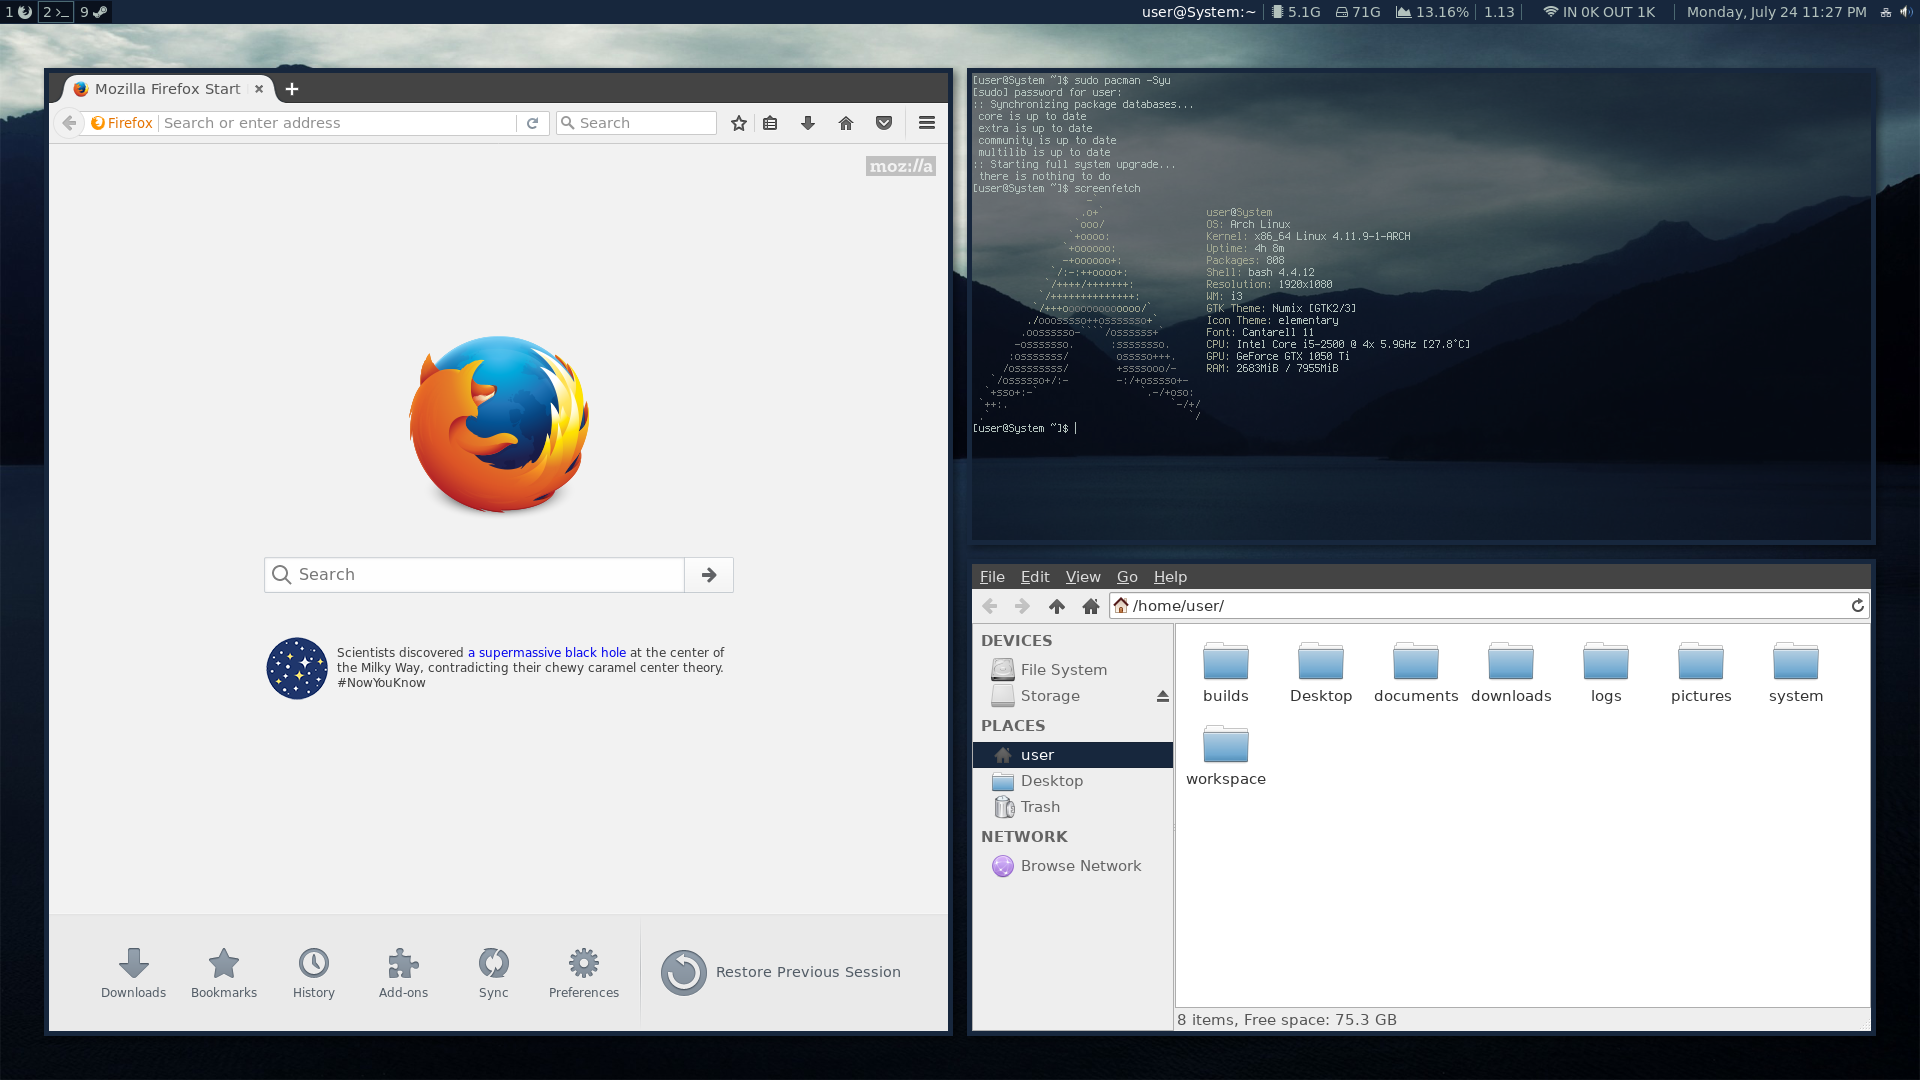 1 2 9 user@System:~ 5.1G 71G 13.16% 1.13 IN 0K OUT 1K Monday, July 24 11:27 PM
Mozilla Firefox Start
Firefox Search or enter address Search
moz://a
Search
Scientists discovered a supermassive black hole at the center of
the Milky Way, contradicting their chewy caramel center theory.
#NowYouKnow
Downloads Bookmarks History Add-ons Sync Preferences Restore Previous Session
[user@System ~]$ sudo pacman -Syu
[sudo] password for user:
:: Synchronizing package databases...
core is up to date
extra is up to date
community is up to date
multilib is up to date
:: Starting full system upgrade...
there is nothing to do
[user@System ~]$ screenfetch
user@System
OS: Arch Linux
Kernel: x86_64 Linux 4.11.9-1-ARCH
Uptime: 4h 8m
Packages: 808
Shell: bash 4.4.12
Resolution: 1920x1080
WM: i3
GTK Theme: Numix [GTK2/3]
Icon Theme: elementary
Font: Cantarell 11
CPU: Intel Core i5-2500 @ 4x 5.9GHz [27.8°C]
GPU: GeForce GTX 1050 Ti
RAM: 2683MiB / 7955MiB
[user@System ~]$
File Edit View Go Help
/home/user/
DEVICES
File System
Storage
PLACES
user
Desktop
Trash
NETWORK
Browse Network
builds Desktop documents downloads logs pictures system
workspace
8 items, Free space: 75.3 GB